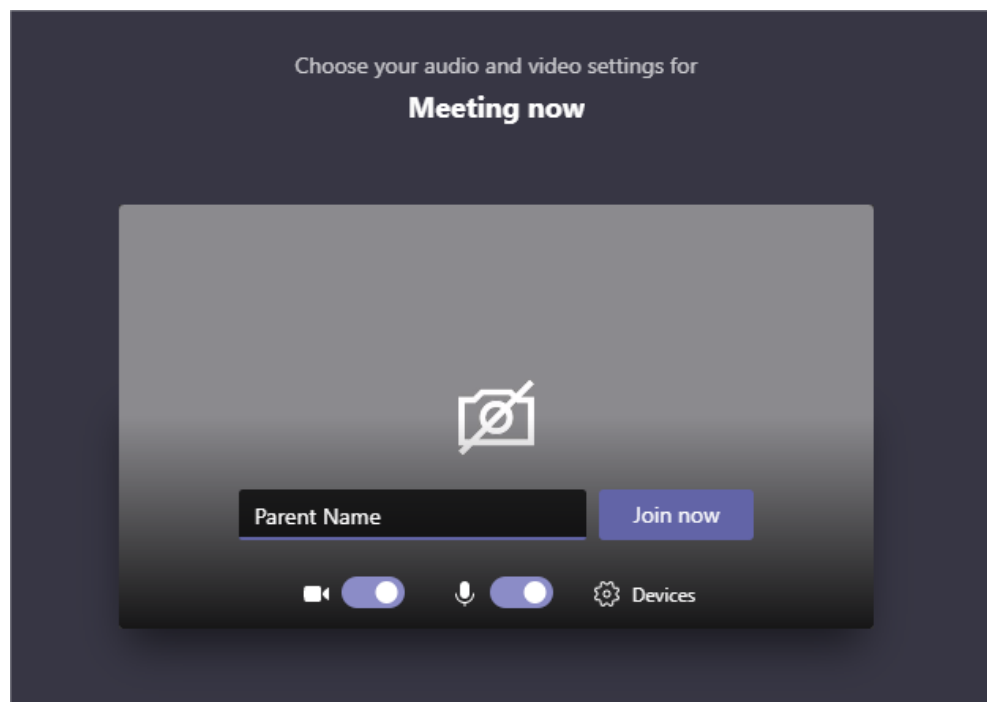 Choose your audio and video settings for
Meeting now
Parent Name
Join now
Devices